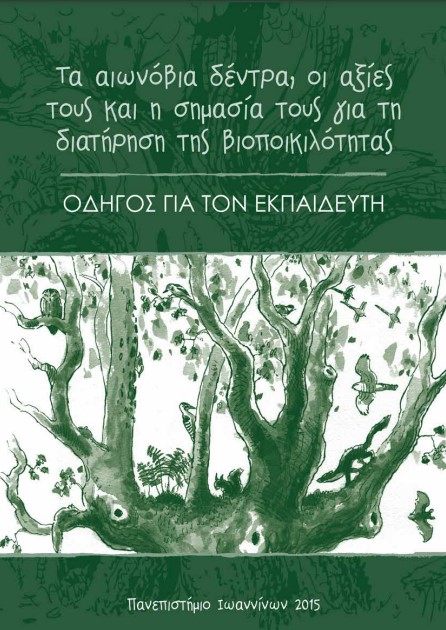 Τα αιωνόβια δέντρα, οι αξίες
τους και η σημασία τους για τη
διατήρηση της βιοποικιλότητας
ΟΔΗΓΟΣ ΓΙΑ ΤΟΝ ΕΚΠΑΙΔΕΥΤΗ
Πανεπιστήμιο Ιωαννίνων 2015